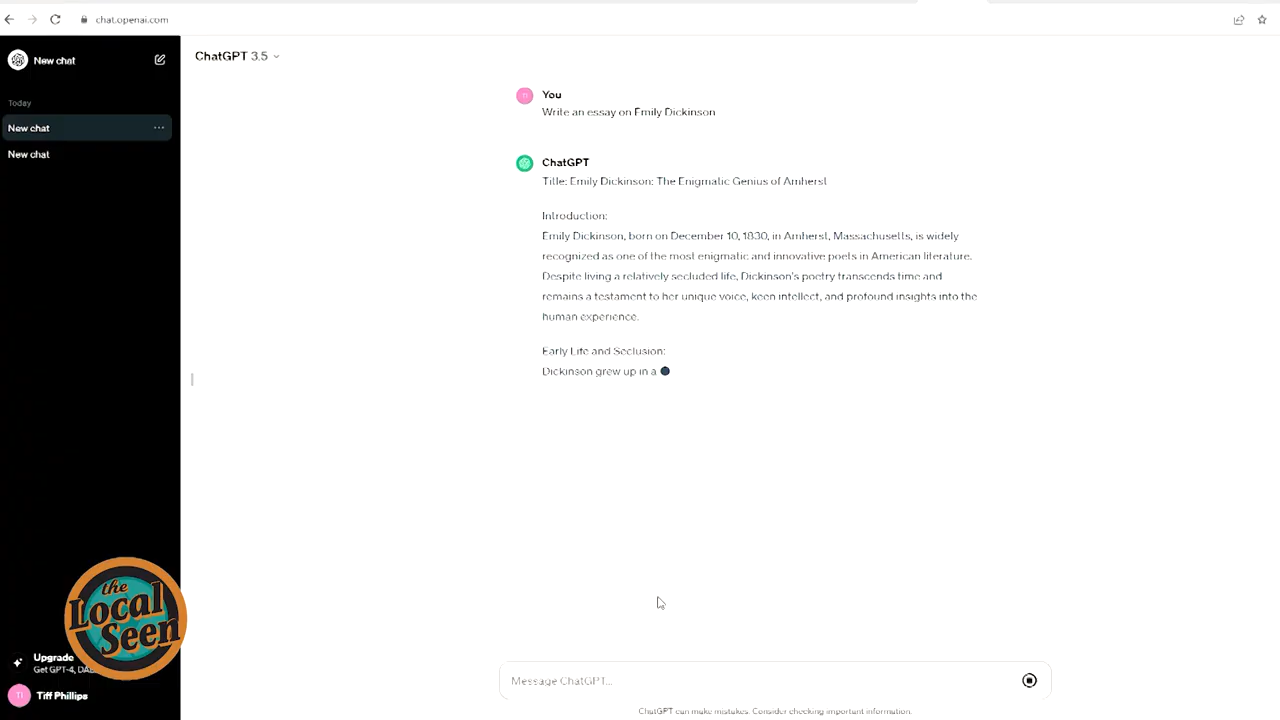 chat.openai.com
New chat
Today
New chat
New chat
ChatGPT 3.5
You
Write an essay on Emily Dickinson
ChatGPT
Title: Emily Dickinson: The Enigmatic Genius of Amherst
Introduction:
Emily Dickinson, born on December 10, 1830, in Amherst, Massachusetts, is widely
recognized as one of the most enigmatic and innovative poets in American literature.
Despite living a relatively secluded life, Dickinson's poetry transcends time and
remains a testament to her unique voice, keen intellect, and profound insights into the
human experience.
Early Life and Seclusion:
Dickinson grew up in a
the
Local
Seen
Upgrade
Get GPT-4,
TI
Tiff Phillips
Message ChatGPT...
ChatGPT can make mistakes. Consider checking important information.